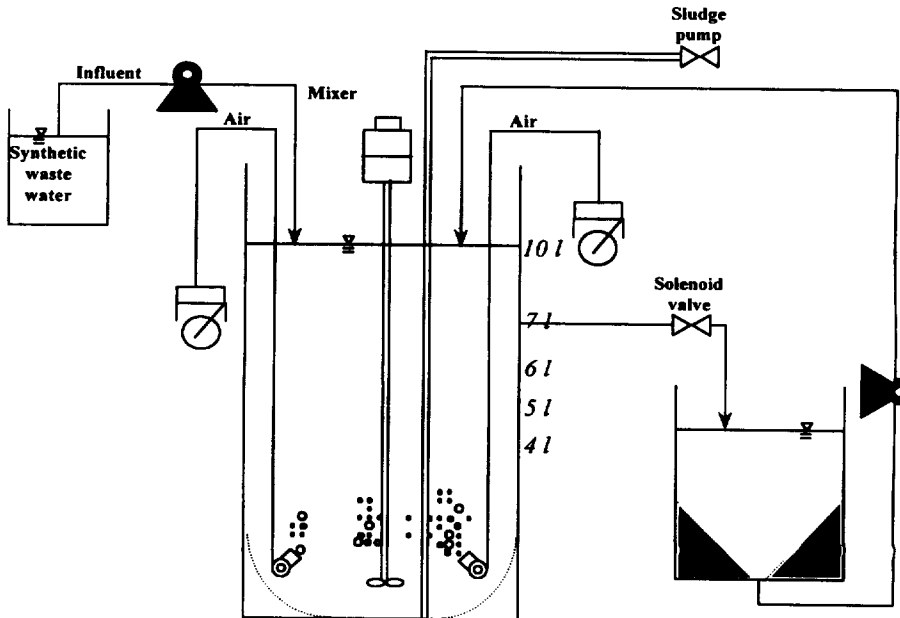 Sludge
pump
Influent
Mixer
Air
Air
Synthetic
waste
water
10 l
Solenoid
valve
7 l
6 l
5 l
4 l